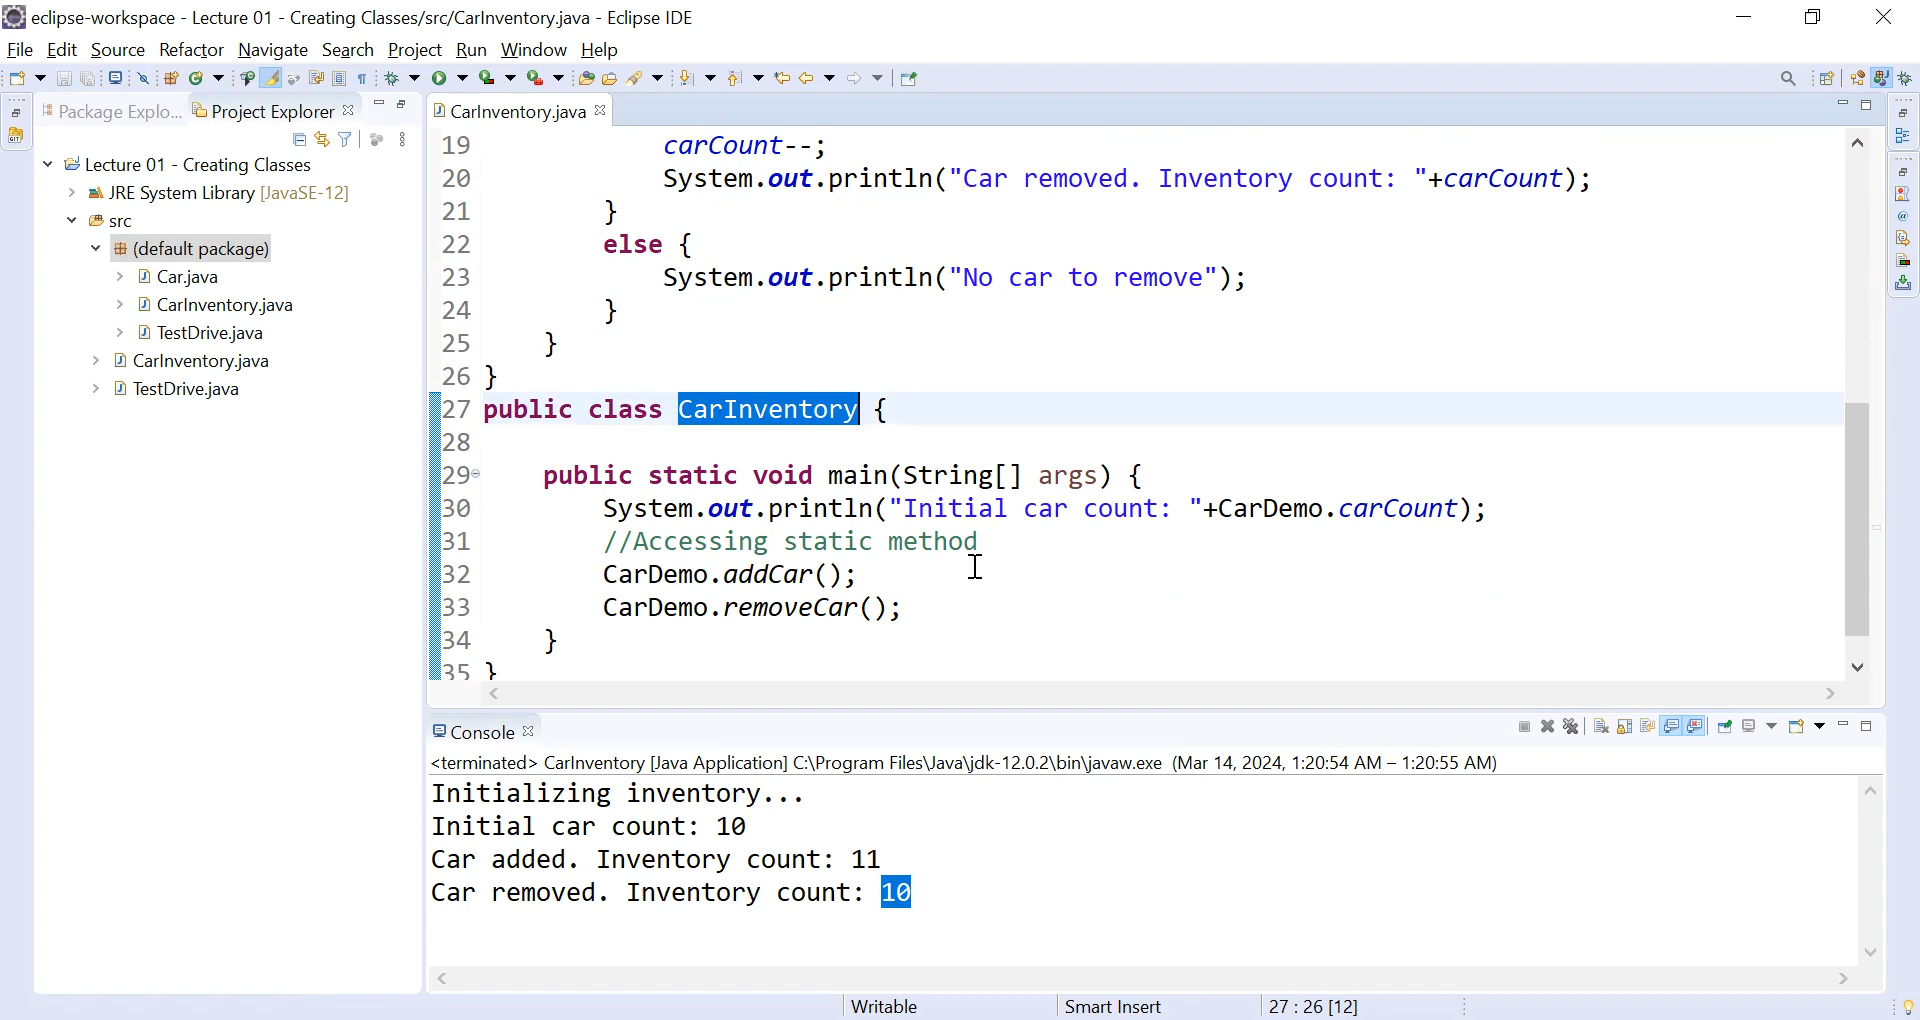 eclipse-workspace - Lecture 01 - Creating Classes/src/CarInventory.java - Eclipse IDE
File Edit Source Refactor Navigate Search Project Run Window Help
Package Explo... Project Explorer
Lecture 01 - Creating Classes
JRE System Library [JavaSE-12]
src
(default package)
Car.java
CarInventory.java
TestDrive.java
CarInventory.java
TestDrive.java
CarInventory.java
19 carCount--;
20 System.out.println("Car removed. Inventory count: "+carCount);
21 }
22 else {
23 System.out.println("No car to remove");
24 }
25 }
26 }
27 public class CarInventory {
28
29 public static void main(String[] args) {
30 System.out.println("Initial car count: "+CarDemo.carCount);
31 //Accessing static method
32 CarDemo.addCar();
33 CarDemo.removeCar();
34 }
35 }
Console
<terminated> CarInventory [Java Application] C:\Program Files\Java\jdk-12.0.2\bin\javaw.exe (Mar 14, 2024, 1:20:54 AM – 1:20:55 AM)
Initializing inventory...
Initial car count: 10
Car added. Inventory count: 11
Car removed. Inventory count: 10
Writable Smart Insert 27 : 26 [12]